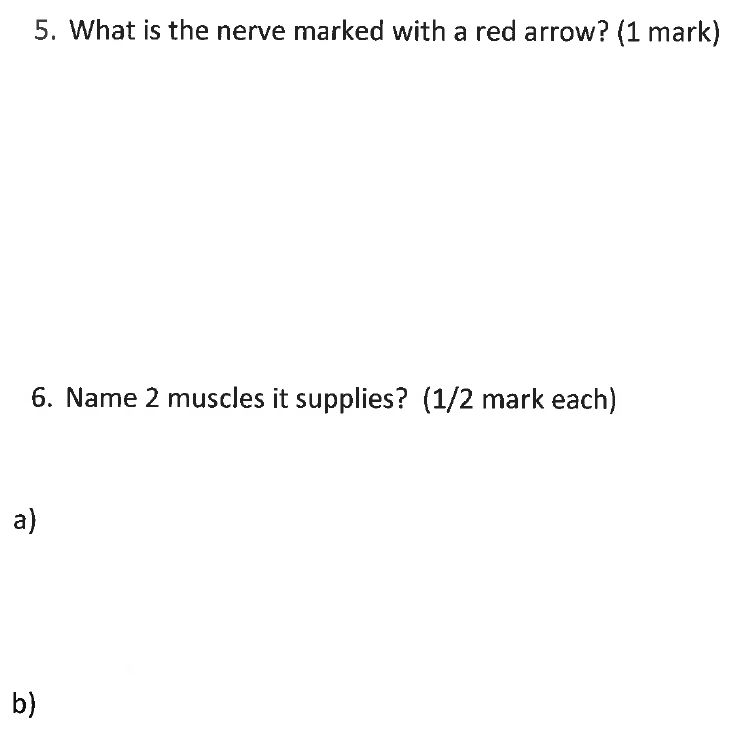 5. What is the nerve marked with a red arrow? (1 mark)
6. Name 2 muscles it supplies? (1/2 mark each)
a)
b)